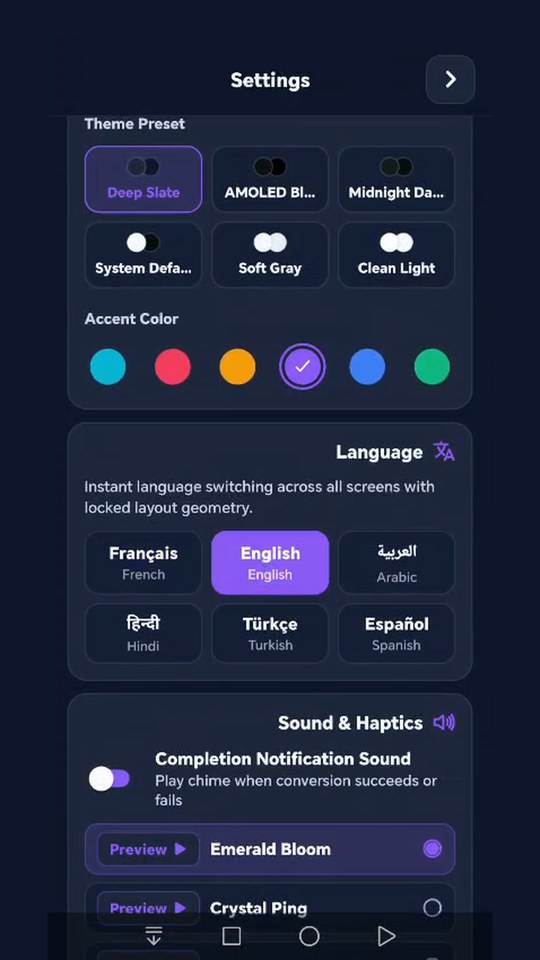 Settings
Theme Preset
Deep Slate
AMOLED Bl...
Midnight Da...
System Defa...
Soft Gray
Clean Light
Accent Color
Language
Instant language switching across all screens with
locked layout geometry.
Français
French
English
English
العربية
Arabic
हिन्दी
Hindi
Türkçe
Turkish
Español
Spanish
Sound & Haptics
Completion Notification Sound
Play chime when conversion succeeds or
fails
Preview
Emerald Bloom
Preview
Crystal Ping